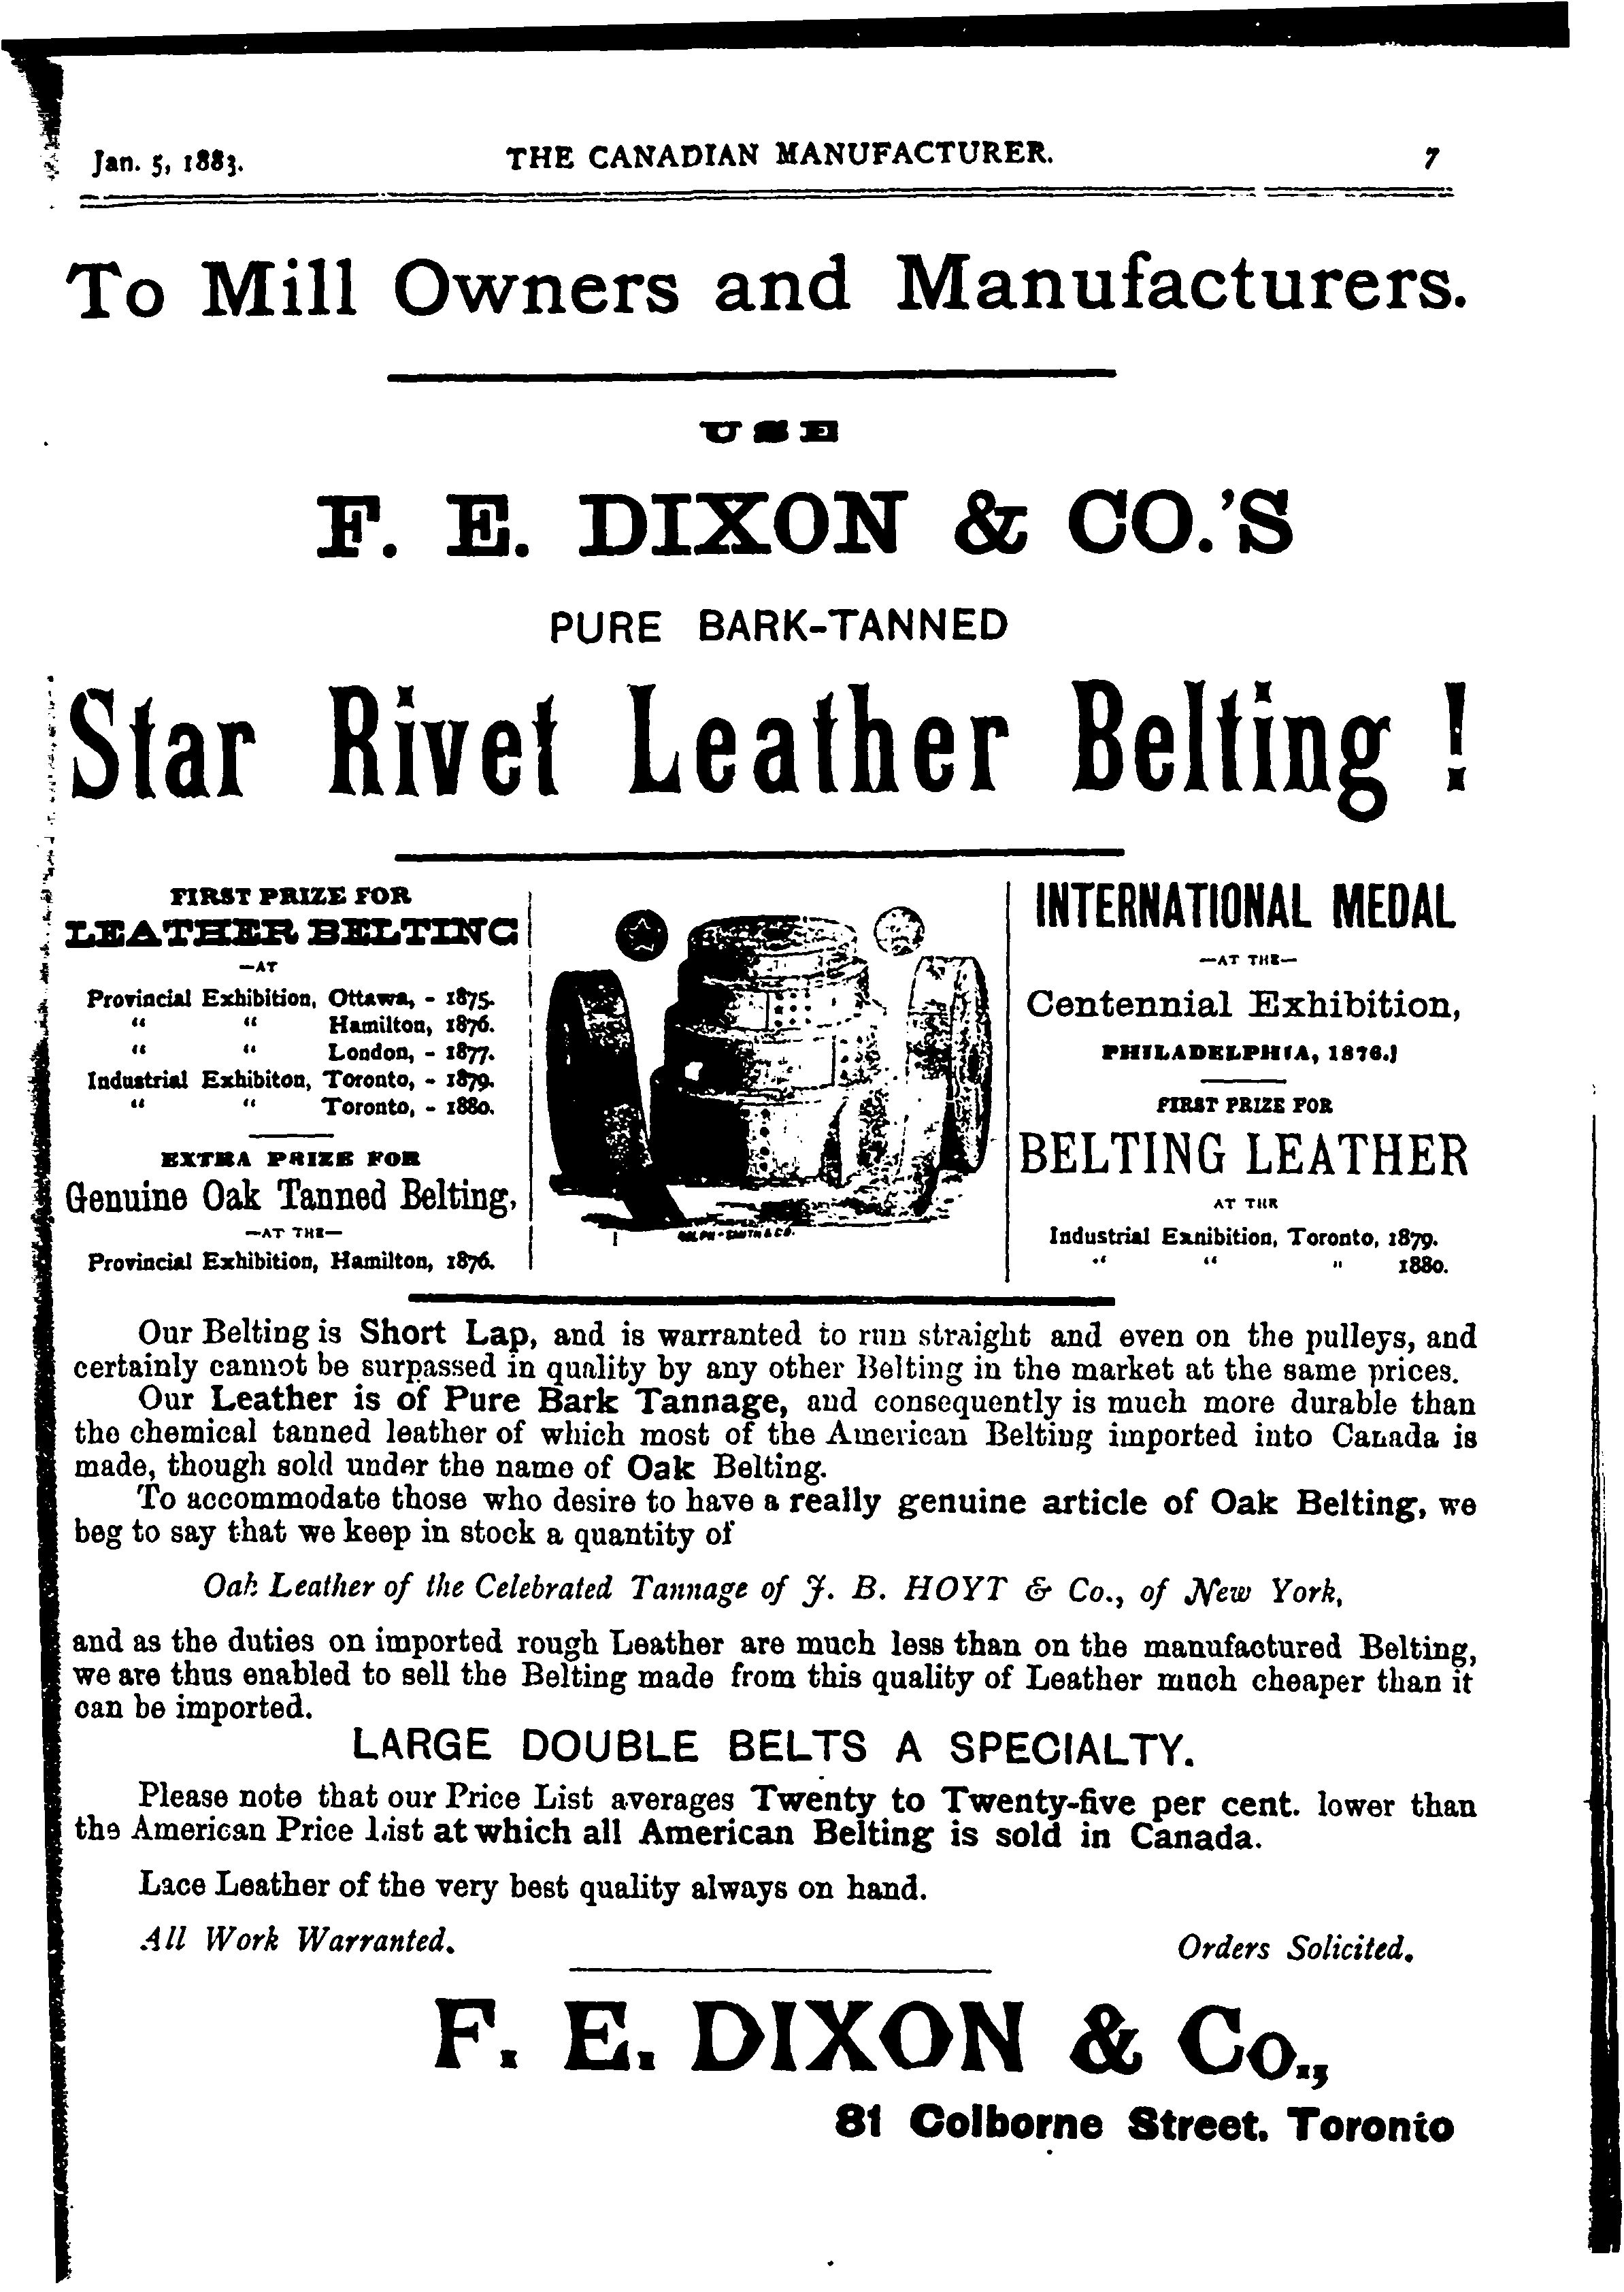 Jan. 5, 1883. THE CANADIAN MANUFACTURER. 7
To Mill Owners and Manufacturers.
USE
F. E. DIXON & CO.'S
PURE BARK-TANNED
Star Rivet Leather Belting !
FIRST PRIZE FOR
LEATHER BELTING
—AT
Provincial Exhibition, Ottawa, - 1875.
" " Hamilton, 1876.
" " London, - 1877.
Industrial Exhibiton, Toronto, - 1879.
" " Toronto, - 1880.
EXTRA PRIZE FOR
Genuine Oak Tanned Belting,
—AT THE—
Provincial Exhibition, Hamilton, 1876.
ROLPH-SMITH & CO.
INTERNATIONAL MEDAL
—AT THE—
Centennial Exhibition,
PHILADELPHIA, 1876.]
FIRST PRIZE FOR
BELTING LEATHER
AT THE
Industrial Exhibition, Toronto, 1879.
" " " 1880.
Our Belting is Short Lap, and is warranted to run straight and even on the pulleys, and
certainly cannot be surpassed in quality by any other Belting in the market at the same prices.
Our Leather is of Pure Bark Tannage, and consequently is much more durable than
the chemical tanned leather of which most of the American Belting imported into Canada is
made, though sold under the name of Oak Belting.
To accommodate those who desire to have a really genuine article of Oak Belting, we
beg to say that we keep in stock a quantity of
Oak Leather of the Celebrated Tannage of J. B. HOYT & Co., of New York,
and as the duties on imported rough Leather are much less than on the manufactured Belting,
we are thus enabled to sell the Belting made from this quality of Leather much cheaper than it
can be imported.
LARGE DOUBLE BELTS A SPECIALTY.
Please note that our Price List averages Twenty to Twenty-five per cent. lower than
the American Price List at which all American Belting is sold in Canada.
Lace Leather of the very best quality always on hand.
All Work Warranted. Orders Solicited.
F. E. DIXON & Co.,
81 Colborne Street. Toronto